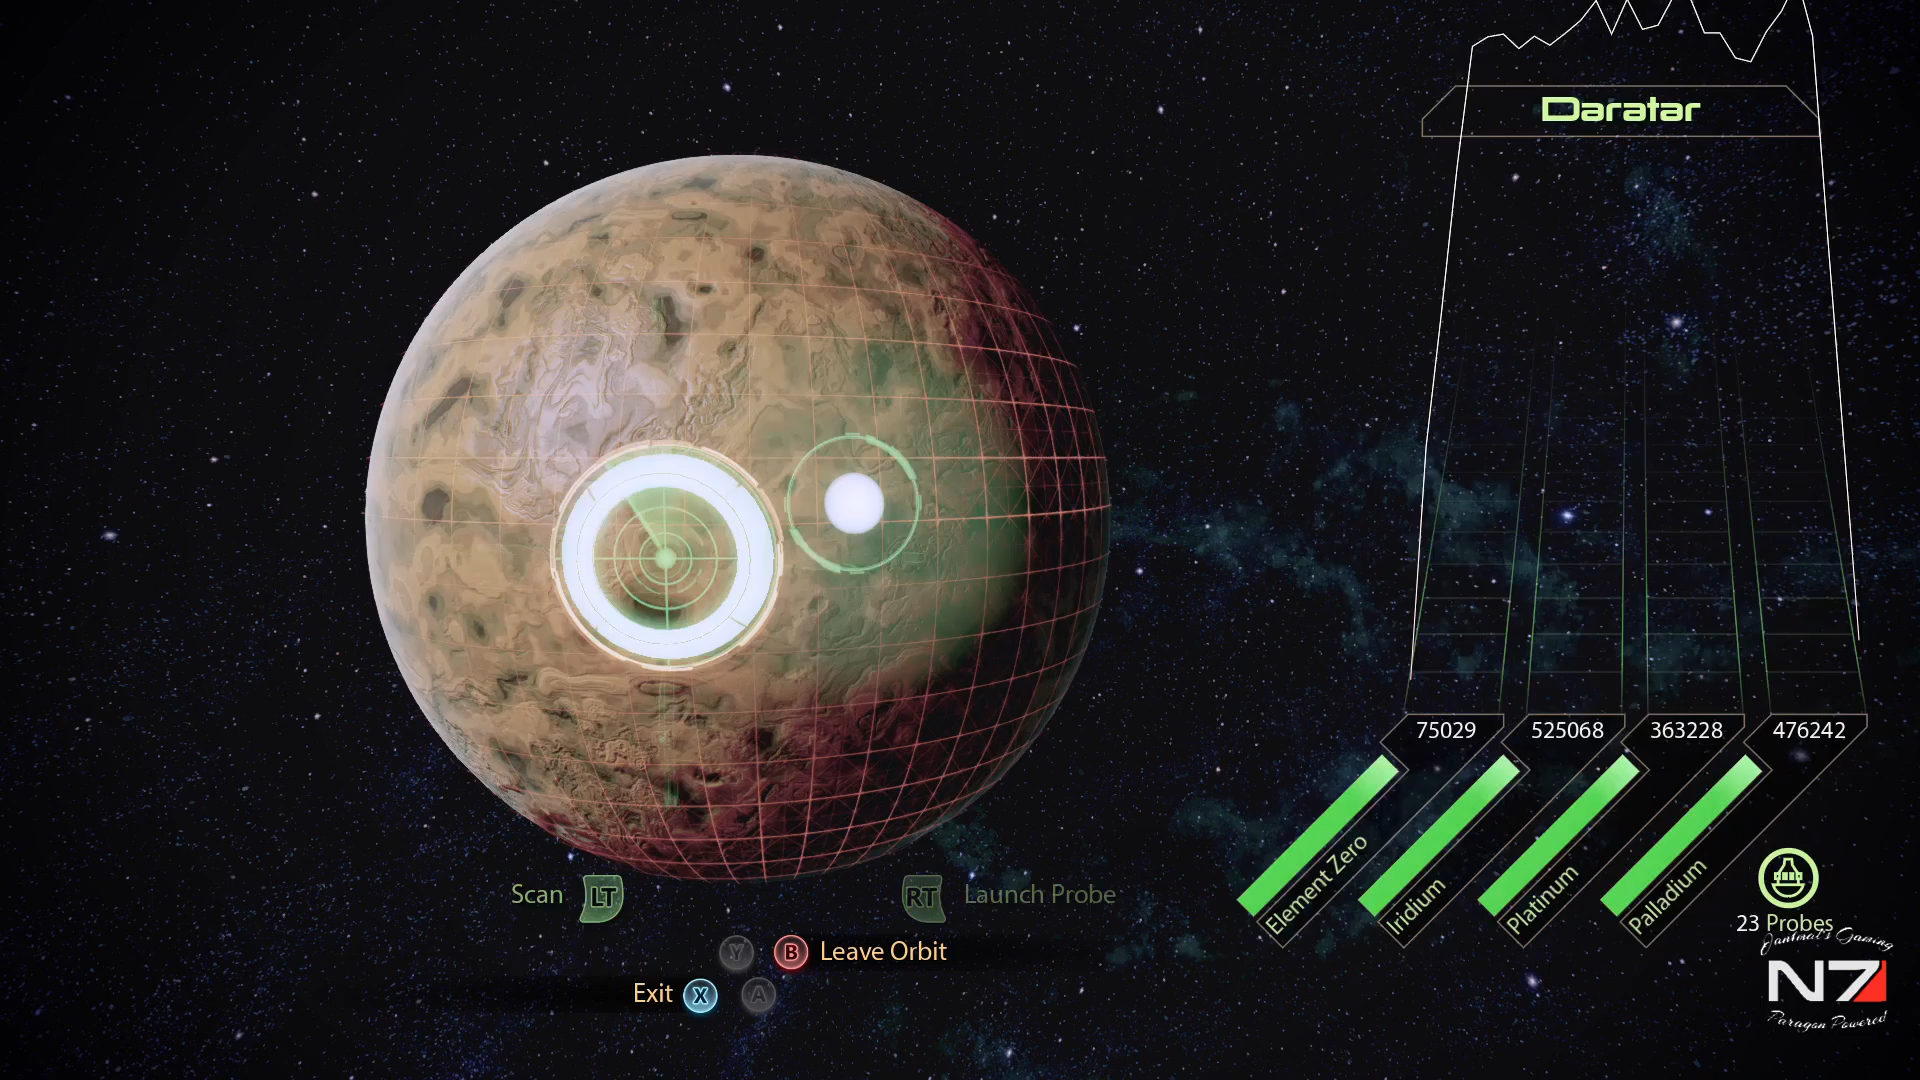 Daratar
75029
525068
363228
476242
Element Zero
Iridium
Platinum
Palladium
23 Probes
Scan LT
RT Launch Probe
Y
B Leave Orbit
Exit X
A
Jantmat's Gaming
N7
Paragon Powered